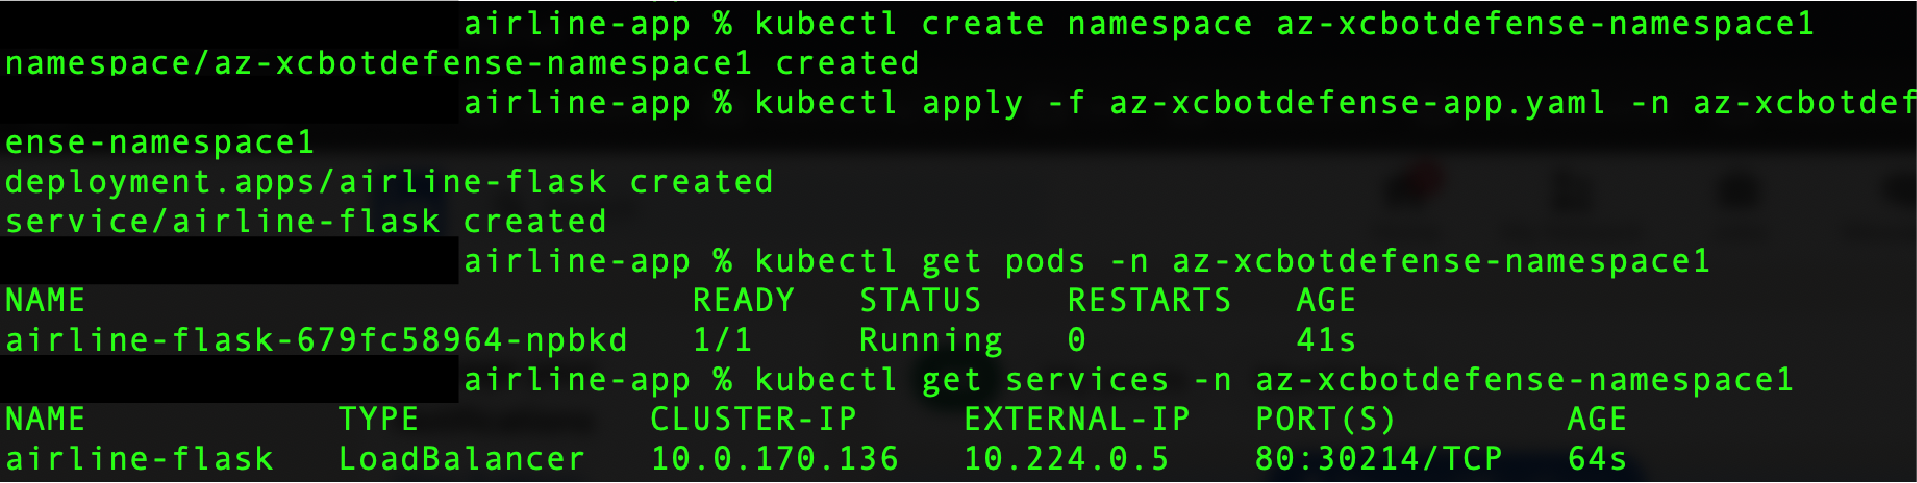 airline-app % kubectl create namespace az-xcbotdefense-namespace1
namespace/az-xcbotdefense-namespace1 created
airline-app % kubectl apply -f az-xcbotdefense-app.yaml -n az-xcbotdef
ense-namespace1
deployment.apps/airline-flask created
service/airline-flask created
airline-app % kubectl get pods -n az-xcbotdefense-namespace1
NAME READY STATUS RESTARTS AGE
airline-flask-679fc58964-npbkd 1/1 Running 0 41s
airline-app % kubectl get services -n az-xcbotdefense-namespace1
NAME TYPE CLUSTER-IP EXTERNAL-IP PORT(S) AGE
airline-flask LoadBalancer 10.0.170.136 10.224.0.5 80:30214/TCP 64s